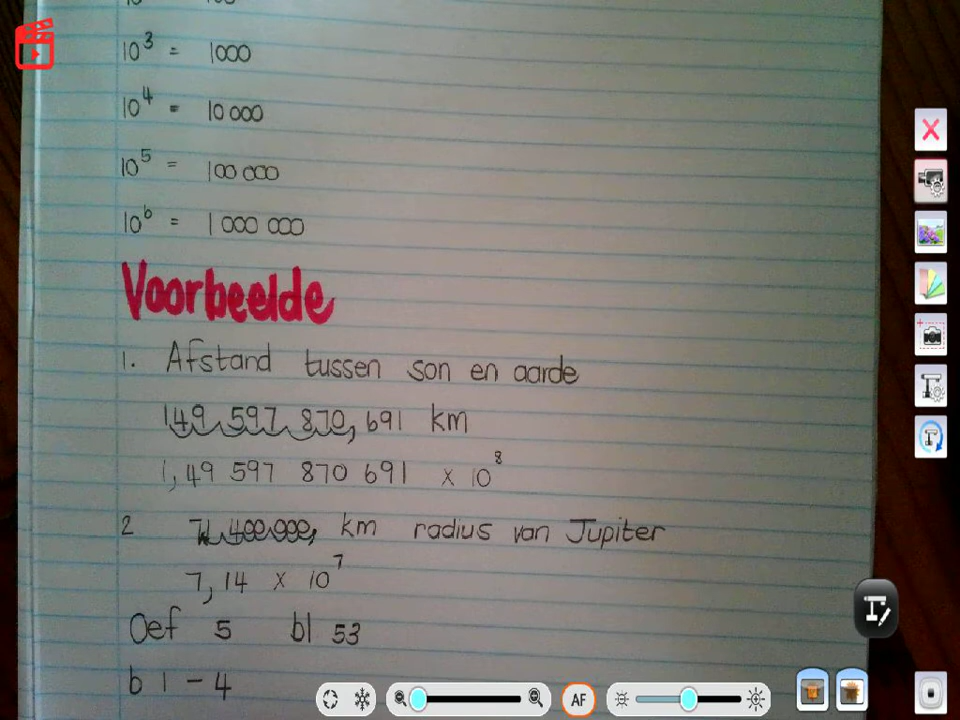 10³ = 1000
10⁴ = 10 000
10⁵ = 100 000
10⁶ = 1 000 000
Voorbeelde
1. Afstand tussen son en aarde
149 597 870, 691 km
1, 49 597 870 691 × 10⁸
2 71 400 000, km radius van Jupiter
7, 14 × 10⁷
Oef 5 bl 53
b 1 - 4
AF